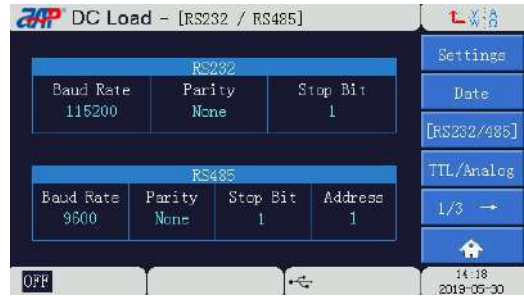 ZAP DC Load - [RS232 / RS485]
RS232
Baud Rate Parity Stop Bit
115200 None 1
RS485
Baud Rate Parity Stop Bit Address
9600 None 1 1
Settings
Date
[RS232/485]
TTL/Analog
1/3 →
OFF
14:18
2019-05-30